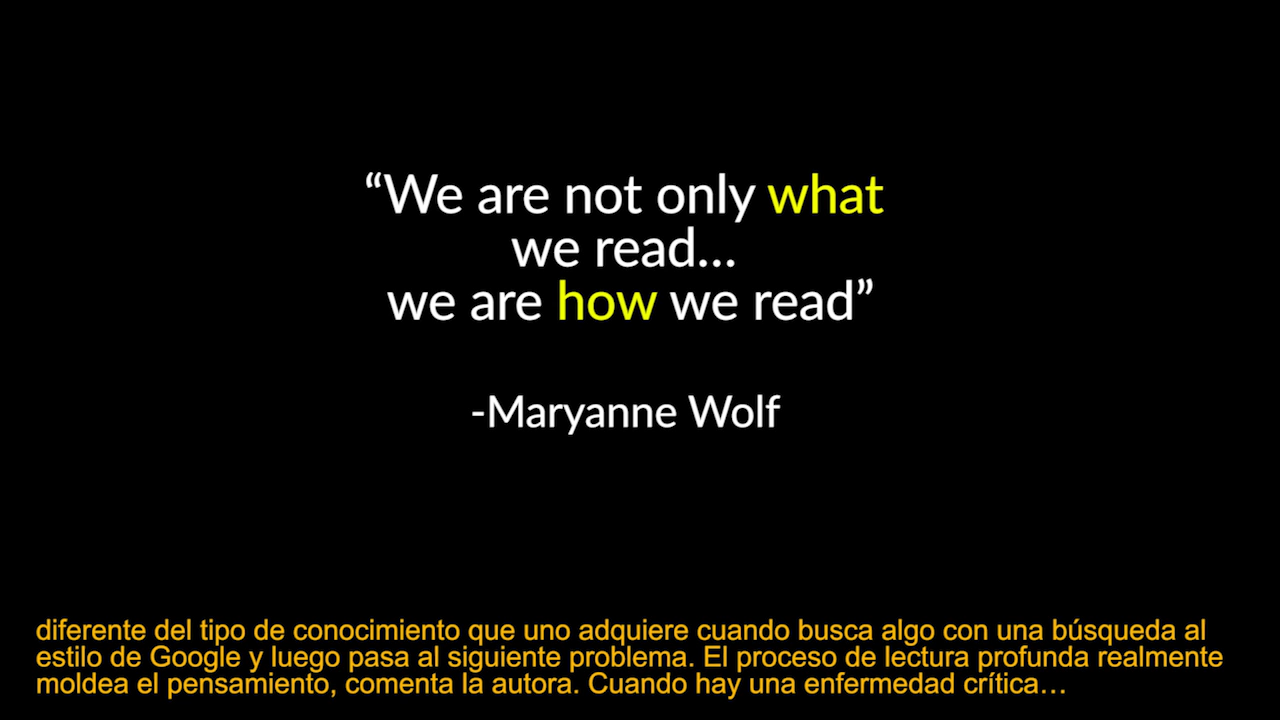 “We are not only what
we read...
we are how we read”
-Maryanne Wolf
diferente del tipo de conocimiento que uno adquiere cuando busca algo con una búsqueda al
estilo de Google y luego pasa al siguiente problema. El proceso de lectura profunda realmente
moldea el pensamiento, comenta la autora. Cuando hay una enfermedad crítica…